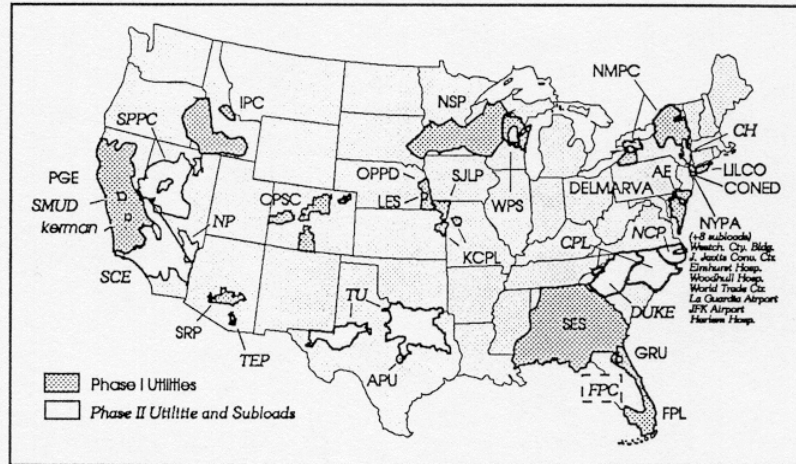 NMPC
NSP
IPC
SPPC
CH
OPPD
SJLP
AE
LILCO
PGE
CPSC
LES
WPS
DELMARVA
CONED
SMUD
NYPA
kerman
NP
KCPL
CPL
NCP
(+8 subloads)
Westch. Cty. Bldg.
J. Javits Conv. Ctr.
Elmhurst Hosp.
Woodhull Hosp.
World Trade Ctr.
La Guardia Airport
JFK Airport
Harlem Hosp.
SCE
TU
DUKE
SRP
SES
TEP
APU
GRU
Phase I Utilities
FPC
Phase II Utilitie and Subloads
FPL